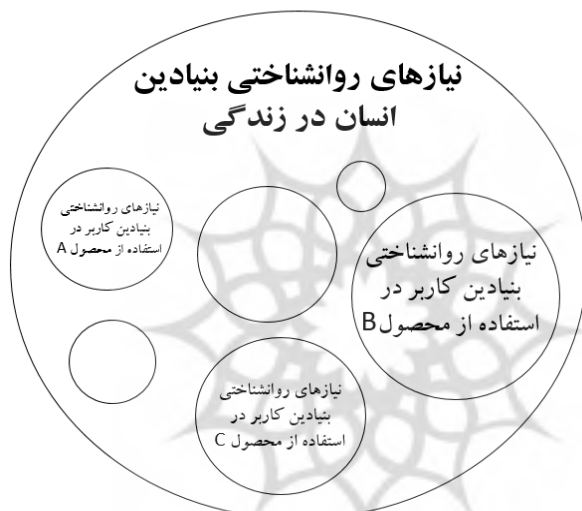 نیازهای روانشناختی بنیادین
انسان در زندگی
نیازهای روانشناختی
بنیادین کاربر در
استفاده از محصول A
نیازهای روانشناختی
بنیادین کاربر در
استفاده از محصول B
نیازهای روانشناختی
بنیادین کاربر در
استفاده از محصول C